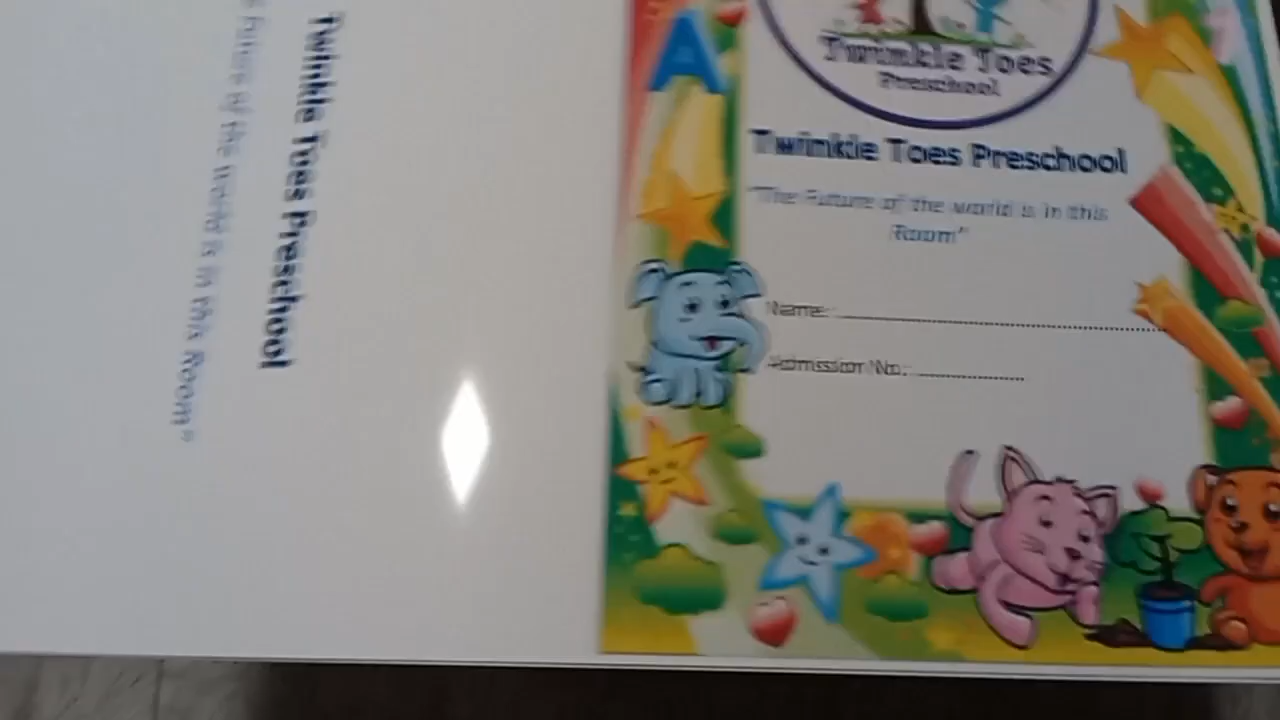 Twinkle Toes Preschool
Future of the world is in this Room"
A
Twinkle Toes
Preschool
Twinkle Toes Preschool
"The Future of the world is in this
Room"
Name:
Admission No.: